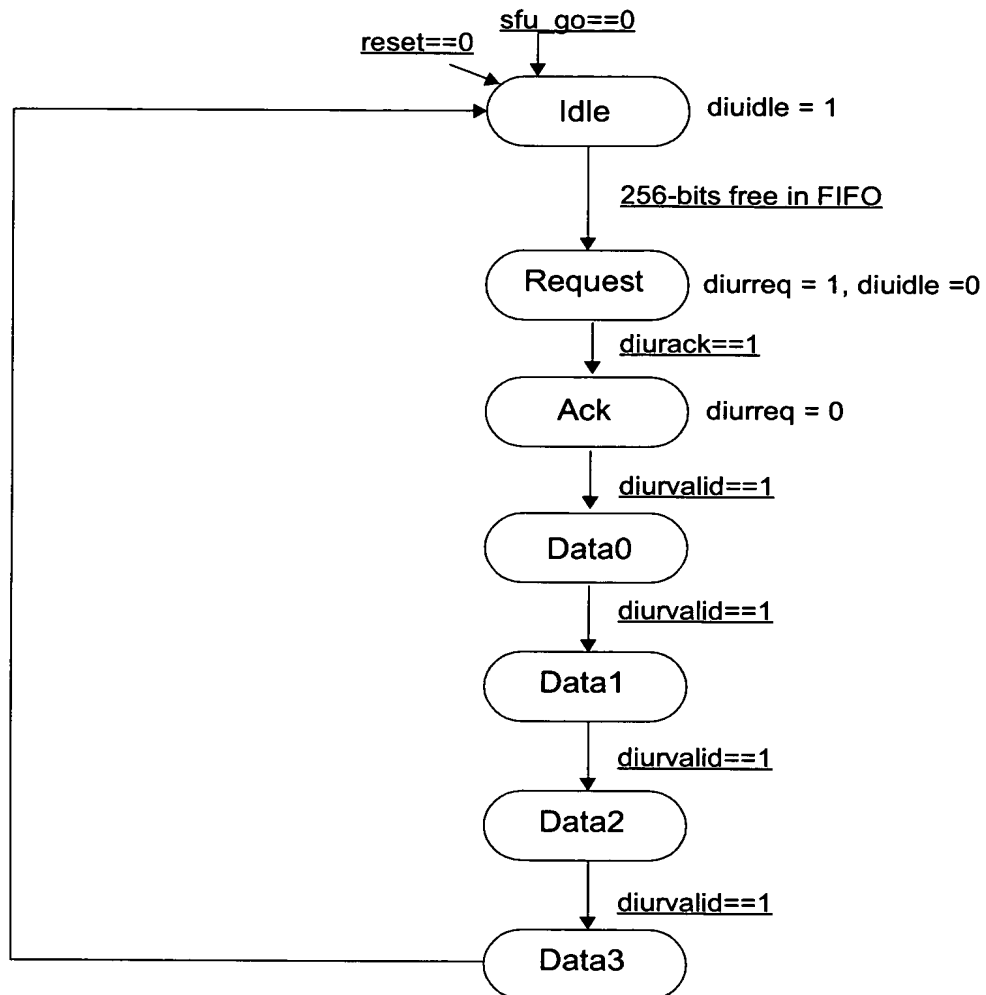 sfu_go==0
reset==0
Idle
diuidle = 1
256-bits free in FIFO
Request
diurreq = 1, diuidle =0
diurack==1
Ack
diurreq = 0
diurvalid==1
Data0
diurvalid==1
Data1
diurvalid==1
Data2
diurvalid==1
Data3